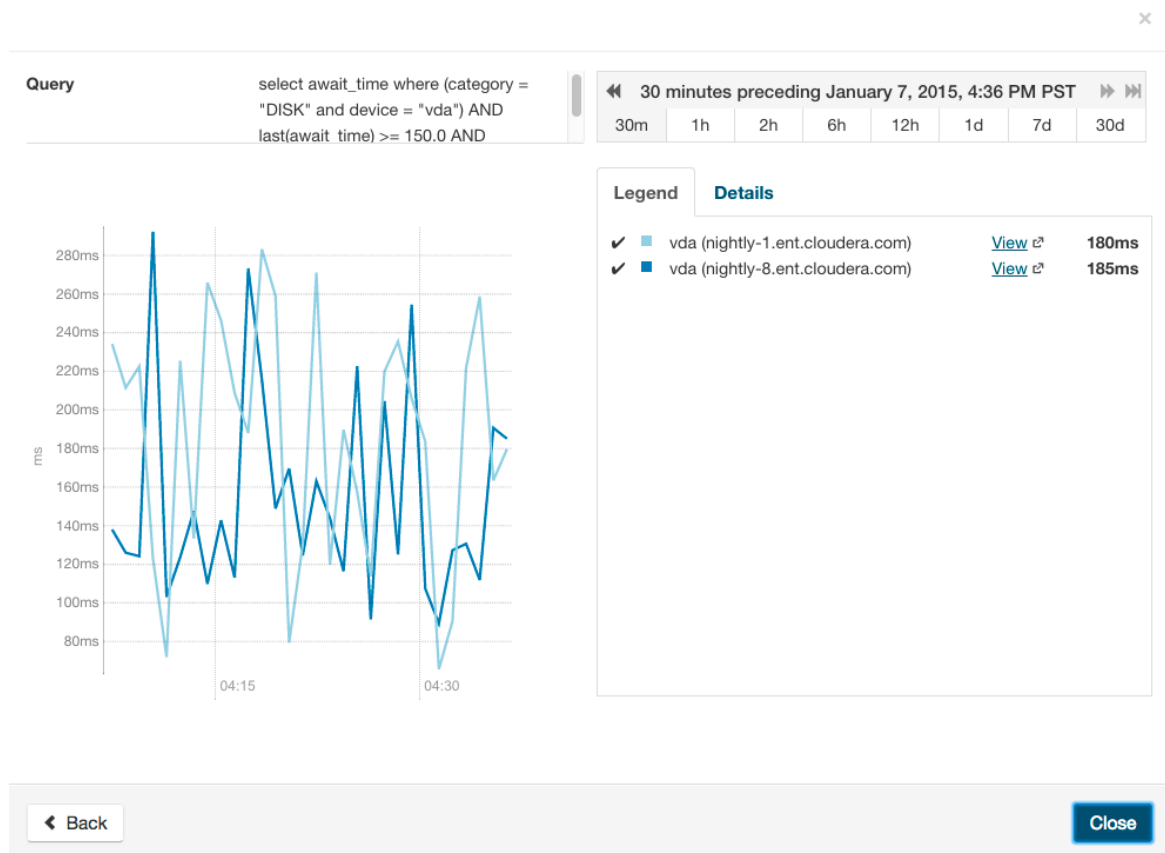 ×
Query
select await_time where (category =
"DISK" and device = "vda") AND
last(await_time) >= 150.0 AND
30 minutes preceding January 7, 2015, 4:36 PM PST
30m 1h 2h 6h 12h 1d 7d 30d
Legend Details
✔ vda (nightly-1.ent.cloudera.com) View 180ms
✔ vda (nightly-8.ent.cloudera.com) View 185ms
280ms
260ms
240ms
220ms
200ms
180ms
160ms
140ms
120ms
100ms
80ms
ms
04:15 04:30
Back
Close